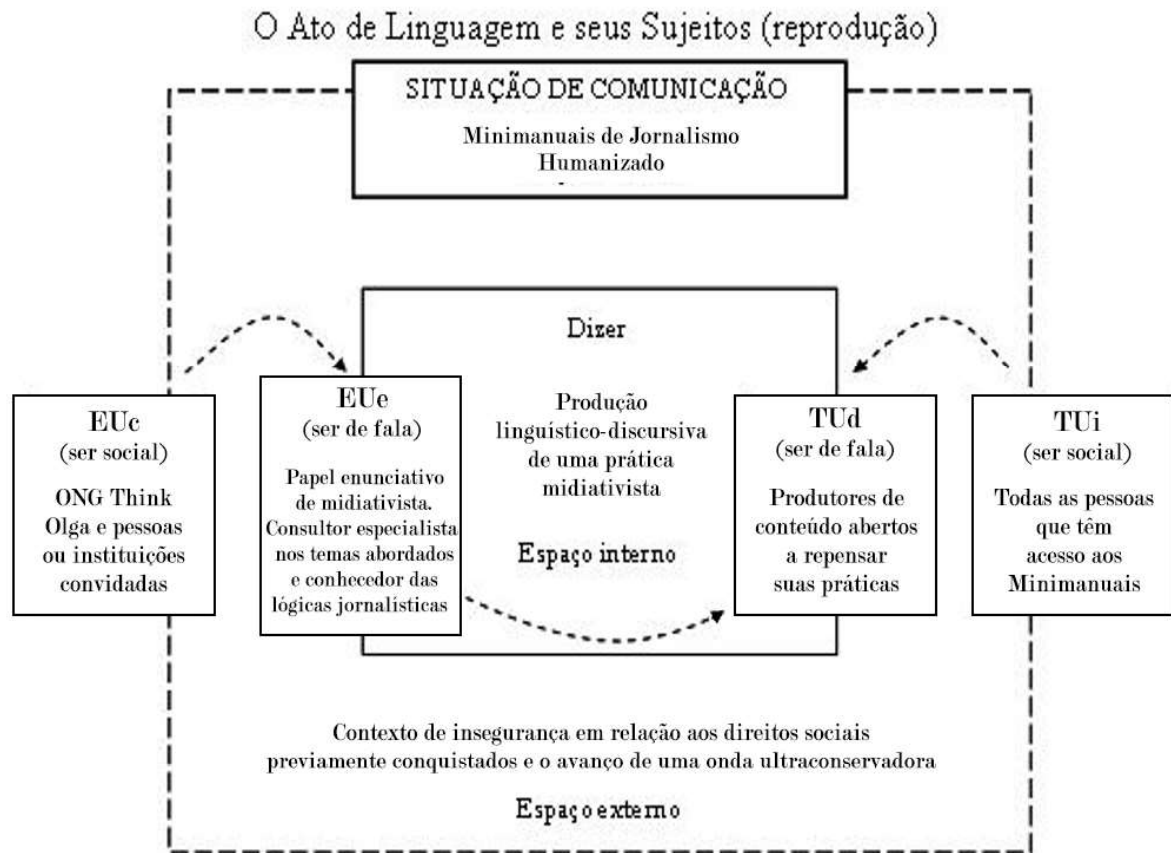 O Ato de Linguagem e seus Sujeitos (reprodução)
SITUAÇÃO DE COMUNICAÇÃO
Minimanuais de Jornalismo
Humanizado
EUc
(ser social)
ONG Think
Olga e pessoas
ou instituições
convidadas
EUe
(ser de fala)
Papel enunciativo
de midiativista.
Consultor especialista
nos temas abordados
e conhecedor das
lógicas jornalísticas
Dizer
Produção
linguístico-discursiva
de uma prática
midiativista
Espaço interno
TUd
(ser de fala)
Produtores de
conteúdo abertos
a repensar
suas práticas
TUi
(ser social)
Todas as pessoas
que têm
acesso aos
Minimanuais
Contexto de insegurança em relação aos direitos sociais
previamente conquistados e o avanço de uma onda ultraconservadora
Espaço externo